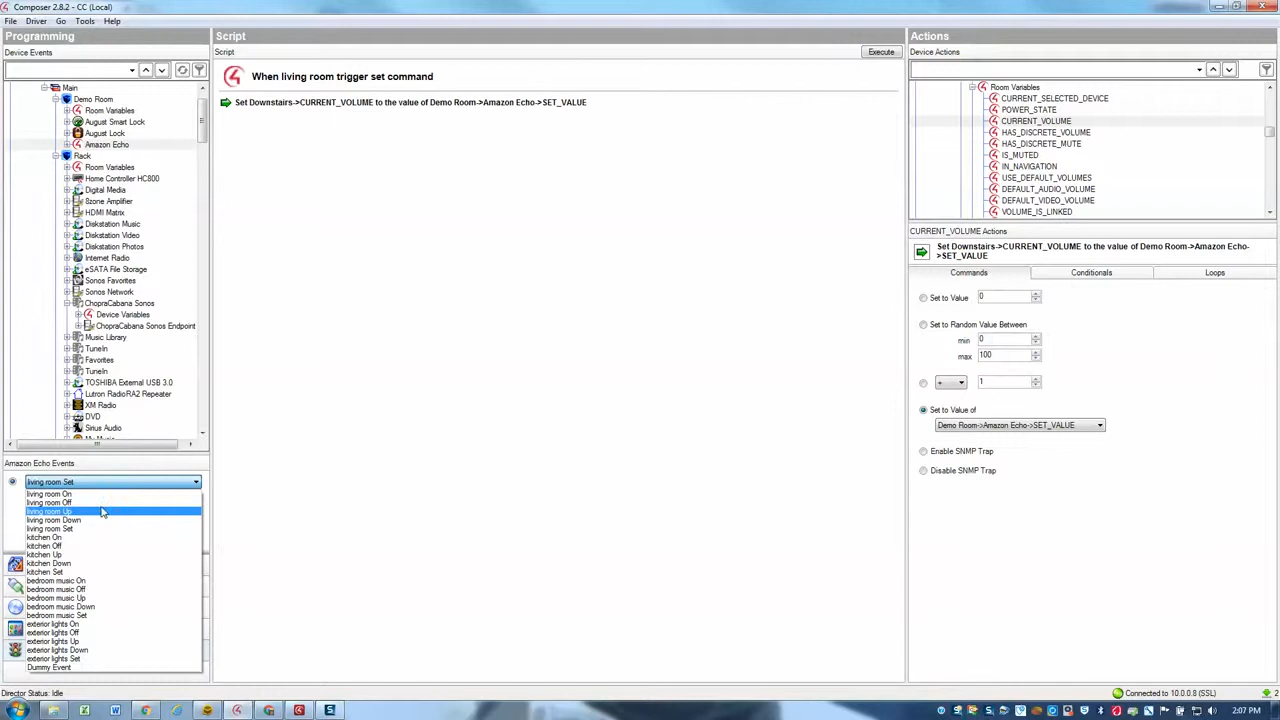 Composer 2.8.2 - CC (Local)
File Driver Go Tools Help
Programming
Device Events
Main
Demo Room
Room Variables
August Smart Lock
August Lock
Amazon Echo
Rack
Room Variables
Home Controller HC800
Digital Media
8zone Amplifier
HDMI Matrix
Diskstation Music
Diskstation Video
Diskstation Photos
Internet Radio
eSATA File Storage
Sonos Favorites
Sonos Network
ChopraCabana Sonos
Device Variables
ChopraCabana Sonos Endpoint
Music Library
TuneIn
Favorites
TuneIn
TOSHIBA External USB 3.0
Lutron RadioRA2 Repeater
XM Radio
DVD
Sirius Audio
My Music
Amazon Echo Events
living room Set
living room On
living room Off
living room Up
living room Down
living room Set
kitchen On
kitchen Off
kitchen Up
kitchen Down
kitchen Set
bedroom music On
bedroom music Off
bedroom music Up
bedroom music Down
bedroom music Set
exterior lights On
exterior lights Off
exterior lights Up
exterior lights Down
exterior lights Set
Dummy Event
Director Status: Idle
Script
Script
Execute
When living room trigger set command
Set Downstairs->CURRENT_VOLUME to the value of Demo Room->Amazon Echo->SET_VALUE
Actions
Device Actions
Room Variables
CURRENT_SELECTED_DEVICE
POWER_STATE
CURRENT_VOLUME
HAS_DISCRETE_VOLUME
HAS_DISCRETE_MUTE
IS_MUTED
IN_NAVIGATION
USE_DEFAULT_VOLUMES
DEFAULT_AUDIO_VOLUME
DEFAULT_VIDEO_VOLUME
VOLUME_IS_LINKED
CURRENT_VOLUME Actions
Set Downstairs->CURRENT_VOLUME to the value of Demo Room->Amazon Echo-
>SET_VALUE
Commands Conditionals Loops
Set to Value 0
Set to Random Value Between
min 0
max 100
+ 1
Set to Value of
Demo Room->Amazon Echo->SET_VALUE
Enable SNMP Trap
Disable SNMP Trap
Connected to 10.0.0.8 (SSL) 2
2:07 PM